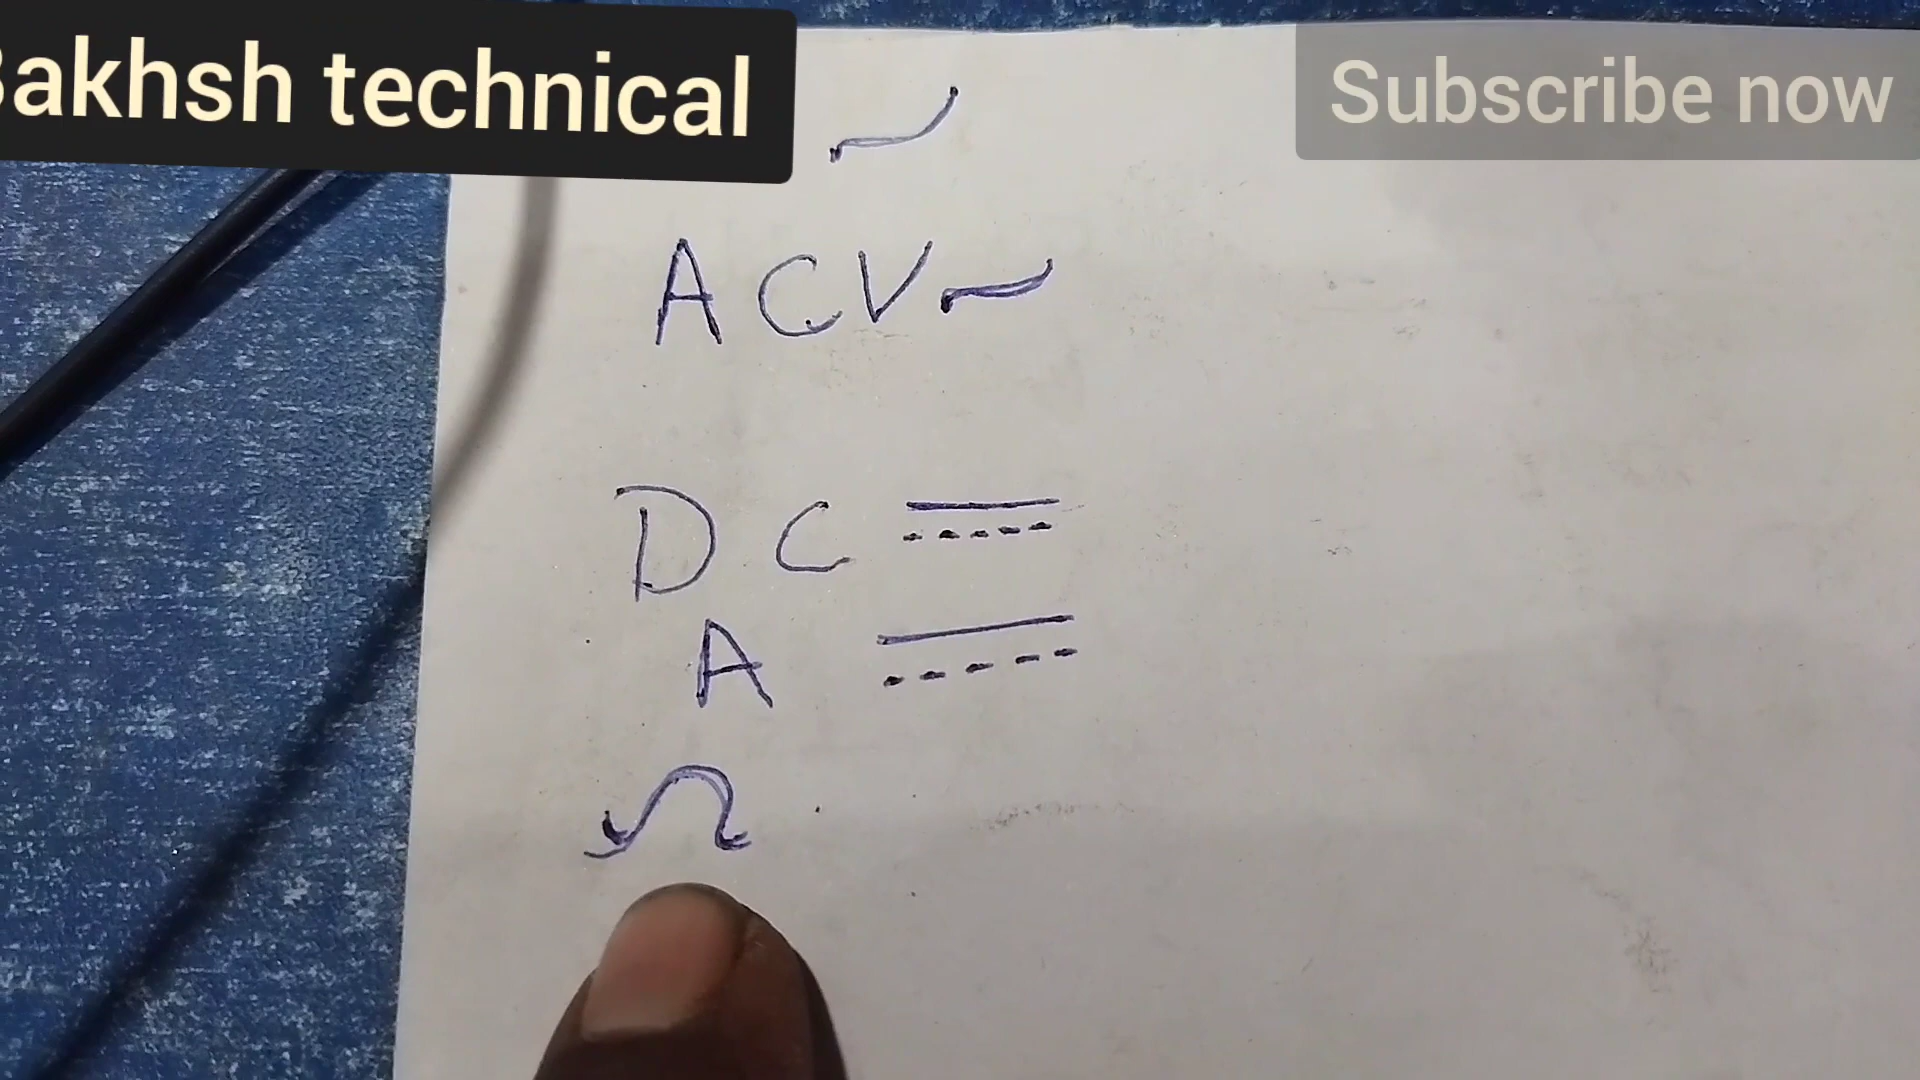 Bakhsh technical
Subscribe now
~
ACV~
DC ⎓
A ⎓
Ω